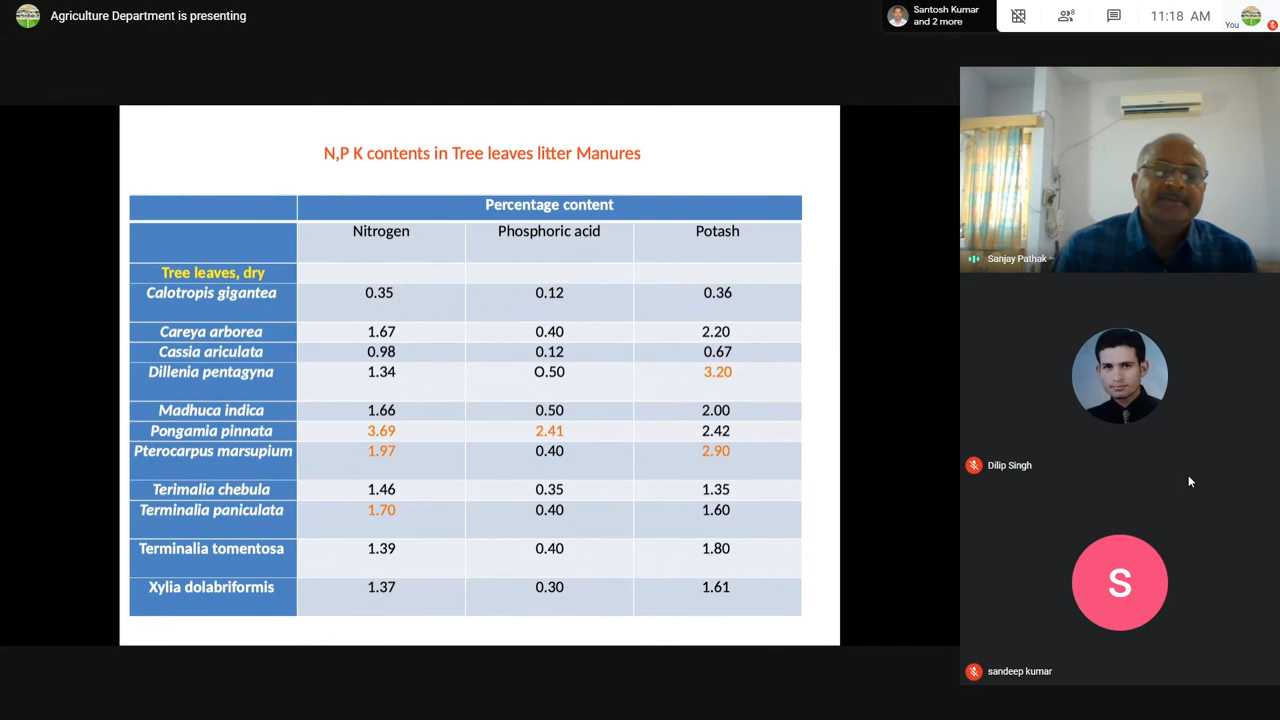 Agriculture Department is presenting
Santosh Kumar
and 2 more
8
11:18 AM
You
N,P K contents in Tree leaves litter Manures
Percentage content
Nitrogen Phosphoric acid Potash
Tree leaves, dry
Calotropis gigantea 0.35 0.12 0.36
Careya arborea 1.67 0.40 2.20
Cassia ariculata 0.98 0.12 0.67
Dillenia pentagyna 1.34 O.50 3.20
Madhuca indica 1.66 0.50 2.00
Pongamia pinnata 3.69 2.41 2.42
Pterocarpus marsupium 1.97 0.40 2.90
Terimalia chebula 1.46 0.35 1.35
Terminalia paniculata 1.70 0.40 1.60
Terminalia tomentosa 1.39 0.40 1.80
Xylia dolabriformis 1.37 0.30 1.61
Sanjay Pathak
Dilip Singh
S
sandeep kumar